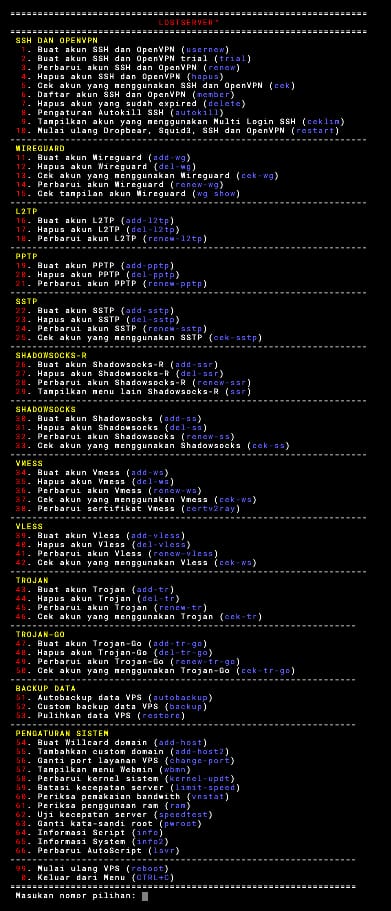 LOSTSERVER™
SSH DAN OPENVPN
1. Buat akun SSH dan OpenVPN (usernew)
2. Buat akun SSH dan OpenVPN trial (trial)
3. Perbarui akun SSH dan OpenVPN (renew)
4. Hapus akun SSH dan OpenVPN (hapus)
5. Cek akun yang menggunakan SSH dan OpenVPN (cek)
6. Daftar akun SSH dan OpenVPN (member)
7. Hapus akun yang sudah expired (delete)
8. Pengaturan Autokill SSH (autokill)
9. Tampilkan akun yang menggunakan Multi Login SSH (ceklim)
10. Mulai ulang Dropbear, Squid3, SSH dan OpenVPN (restart)
WIREGUARD
11. Buat akun Wireguard (add-wg)
12. Hapus akun Wireguard (del-wg)
13. Cek akun yang menggunakan Wireguard (cek-wg)
14. Perbarui akun Wireguard (renew-wg)
15. Cek tampilan akun Wireguard (wg show)
L2TP
16. Buat akun L2TP (add-l2tp)
17. Hapus akun L2TP (del-l2tp)
18. Perbarui akun L2TP (renew-l2tp)
PPTP
19. Buat akun PPTP (add-pptp)
20. Hapus akun PPTP (del-pptp)
21. Perbarui akun PPTP (renew-pptp)
SSTP
22. Buat akun SSTP (add-sstp)
23. Hapus akun SSTP (del-sstp)
24. Perbarui akun SSTP (renew-sstp)
25. Cek akun yang menggunakan SSTP (cek-sstp)
SHADOWSOCKS-R
26. Buat akun Shadowsocks-R (add-ssr)
27. Hapus akun Shadowsocks-R (del-ssr)
28. Perbarui akun Shadowsocks-R (renew-ssr)
29. Tampilkan menu lain Shadowsocks-R (ssr)
SHADOWSOCKS
30. Buat akun Shadowsocks (add-ss)
31. Hapus akun Shadowsocks (del-ss)
32. Perbarui akun Shadowsocks (renew-ss)
33. Cek akun yang menggunakan Shadowsocks (cek-ss)
VMESS
34. Buat akun Vmess (add-ws)
35. Hapus akun Vmess (del-ws)
36. Perbarui akun Vmess (renew-ws)
37. Cek akun yang menggunakan Vmess (cek-ws)
38. Perbarui sertifikat Vmess (certv2ray)
VLESS
39. Buat akun Vless (add-vless)
40. Hapus akun Vless (del-vless)
41. Perbarui akun Vless (renew-vless)
42. Cek akun yang menggunakan Vless (cek-ws)
TROJAN
43. Buat akun Trojan (add-tr)
44. Hapus akun Trojan (del-tr)
45. Perbarui akun Trojan (renew-tr)
46. Cek akun yang menggunakan Trojan (cek-tr)
TROJAN-GO
47. Buat akun Trojan-Go (add-tr-go)
48. Hapus akun Trojan-Go (del-tr-go)
49. Perbarui akun Trojan-Go (renew-tr-go)
50. Cek akun yang menggunakan Trojan-Go (cek-tr-go)
BACKUP DATA
51. Autobackup data VPS (autobackup)
52. Custom backup data VPS (backup)
53. Pulihkan data VPS (restore)
PENGATURAN SISTEM
54. Buat Willcard domain (add-host)
55. Tambahkan custom domain (add-host2)
56. Ganti port layanan VPS (change-port)
57. Tampilkan menu Webmin (wbmn)
58. Perbarui kernel sistem (kernel-updt)
59. Batasi kecepatan server (limit-speed)
60. Periksa pemakaian bandwith (vnstat)
61. Periksa penggunaan ram (ram)
62. Uji kecepatan server (speedtest)
63. Ganti kata-sandi root (pwroot)
64. Informasi Script (info)
65. Informasi System (info2)
66. Perbarui AutoScript (lsvr)
99. Mulai ulang VPS (reboot)
0. Keluar dari Menu (CTRL+C)
Masukan nomor pilihan: